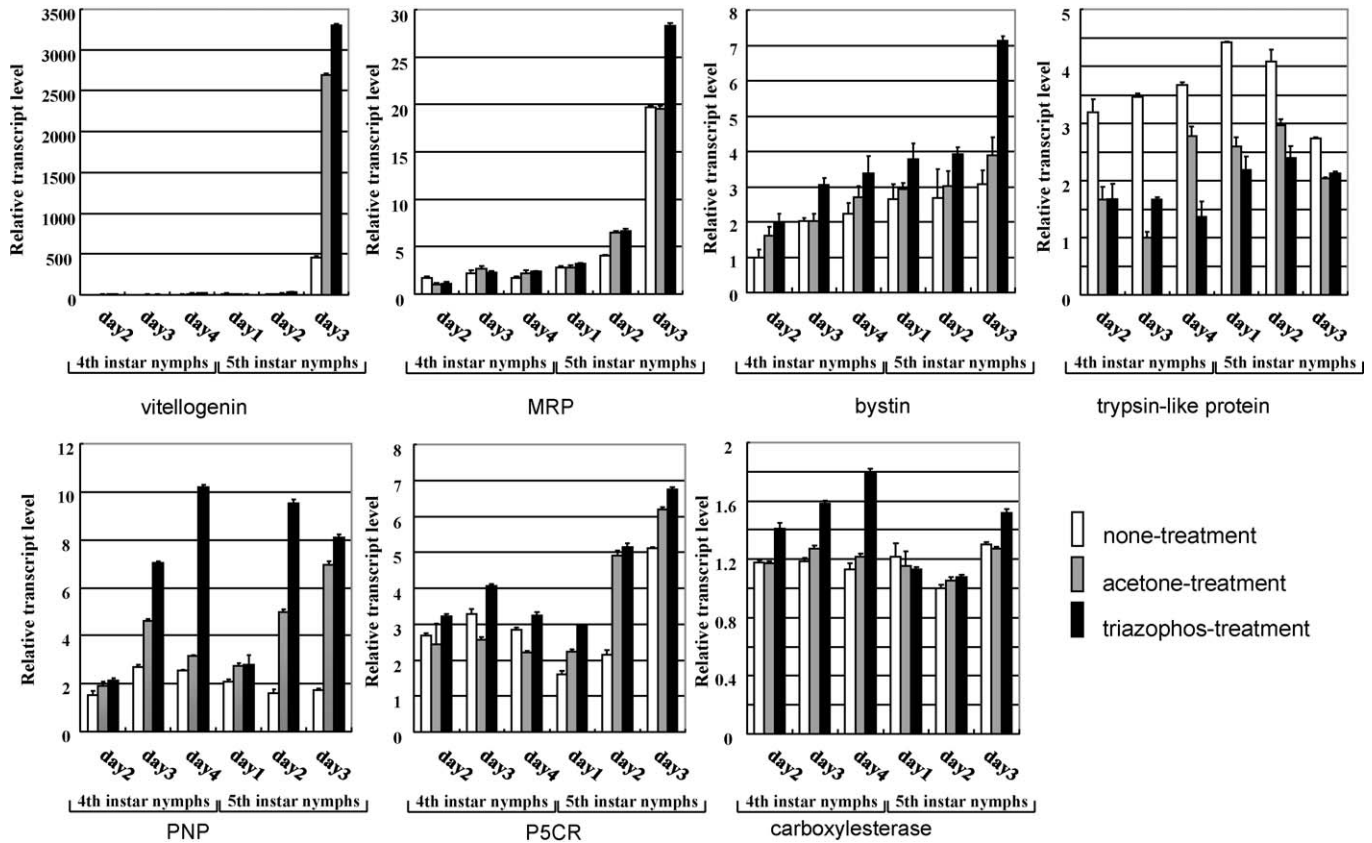 Relative transcript level
3500
3000
2500
2000
1500
1000
500
0
day2
day3
day4
day1
day2
day3
4th instar nymphs
5th instar nymphs
vitellogenin
Relative transcript level
30
25
20
15
10
5
0
day2
day3
day4
day1
day2
day3
4th instar nymphs
5th instar nymphs
MRP
Relative transcript level
8
7
6
5
4
3
2
1
0
day2
day3
day4
day1
day2
day3
4th instar nymphs
5th instar nymphs
bystin
Relative transcript level
5
4
3
2
1
0
day2
day3
day4
day1
day2
day3
4th instar nymphs
5th instar nymphs
trypsin-like protein
Relative transcript level
12
10
8
6
4
2
0
day2
day3
day4
day1
day2
day3
4th instar nymphs
5th instar nymphs
PNP
Relative transcript level
8
7
6
5
4
3
2
1
0
day2
day3
day4
day1
day2
day3
4th instar nymphs
5th instar nymphs
P5CR
Relative transcript level
2
1.6
1.2
0.8
0.4
0
day2
day3
day4
day1
day2
day3
4th instar nymphs
5th instar nymphs
carboxylesterase
none-treatment
acetone-treatment
triazophos-treatment